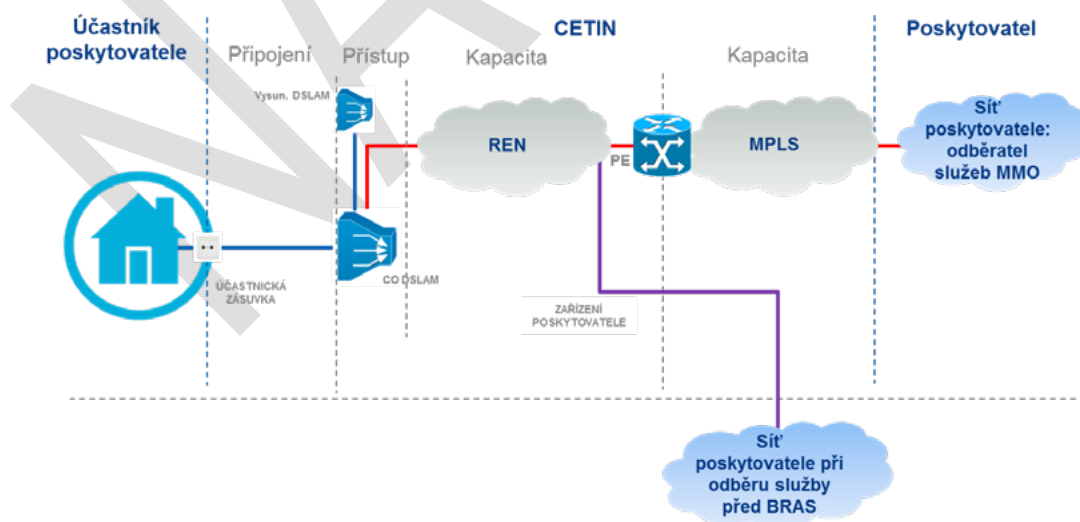 Účastník
poskytovatele
CETIN
Poskytovatel
Připojení
Přístup
Kapacita
Kapacita
Vysun. DSLAM
REN
PE
MPLS
Síť
poskytovatele:
odběratel
služeb MMO
CO DSLAM
ÚČASTNICKÁ
ZÁSUVKA
ZAŘÍZENÍ
POSKYTOVATELE
Síť
poskytovatele při
odběru služby
před BRAS